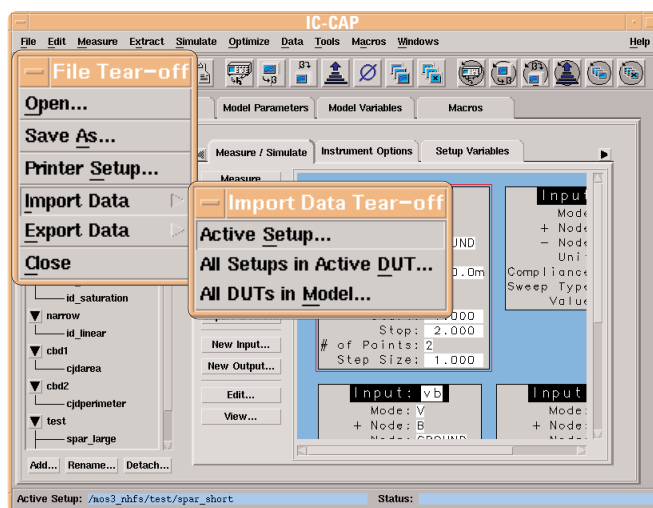 IC-CAP
File Edit Measure Extract Simulate Optimize Data Tools Macros Windows Help
File Tear-off
Open...
Save As...
Printer Setup...
Import Data
Export Data
Close
Model Parameters Model Variables Macros
Measure / Simulate Instrument Options Setup Variables
Measure
Import Data Tear-off
Active Setup...
All Setups in Active DUT...
All DUTs in Model...
id_saturation
narrow
id_linear
cbd1
cjdarea
cbd2
cjdperimeter
test
spar_large
Add... Rename... Detach...
New Input...
New Output...
Edit...
View...
Stop: 2.000
# of Points: 2
Step Size: 1.000
Input
Mode
+ Node
- Node
Unit
Compliance
Sweep Type
Value
Input: vb
Mode: V
+ Node: B
Input
Mode:
+ Node:
Active Setup: /mos3_nhfs/test/spar_short Status: